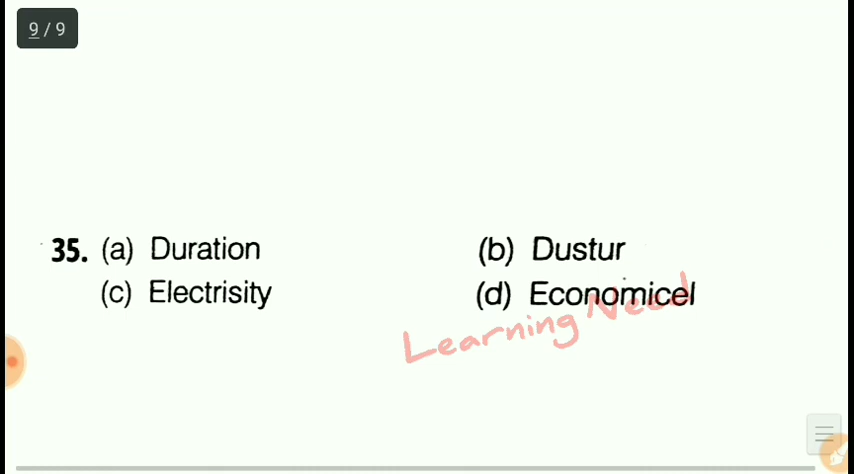 9 / 9
35. (a) Duration (b) Dustur
(c) Electrisity (d) Economicel
Learning Need